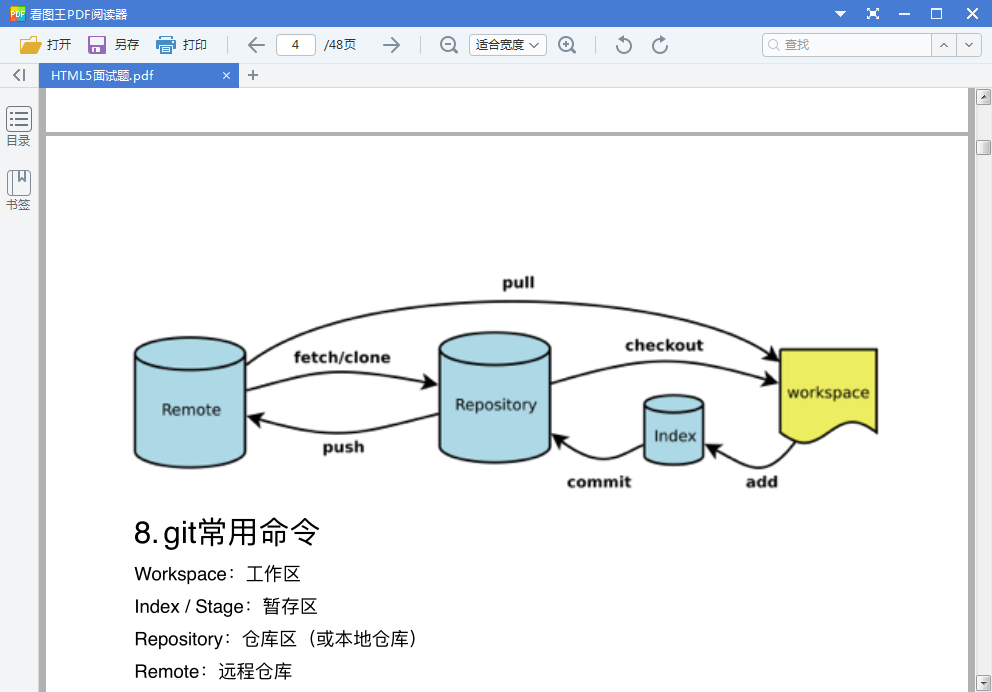 PDF 看图王PDF阅读器
打开 另存 打印 4 /48页 适合宽度 查找
HTML5面试题.pdf
目录
书签
pull
fetch/clone
checkout
Remote
Repository
workspace
Index
push
commit
add
8. git常用命令
Workspace：工作区
Index / Stage：暂存区
Repository：仓库区（或本地仓库）
Remote：远程仓库